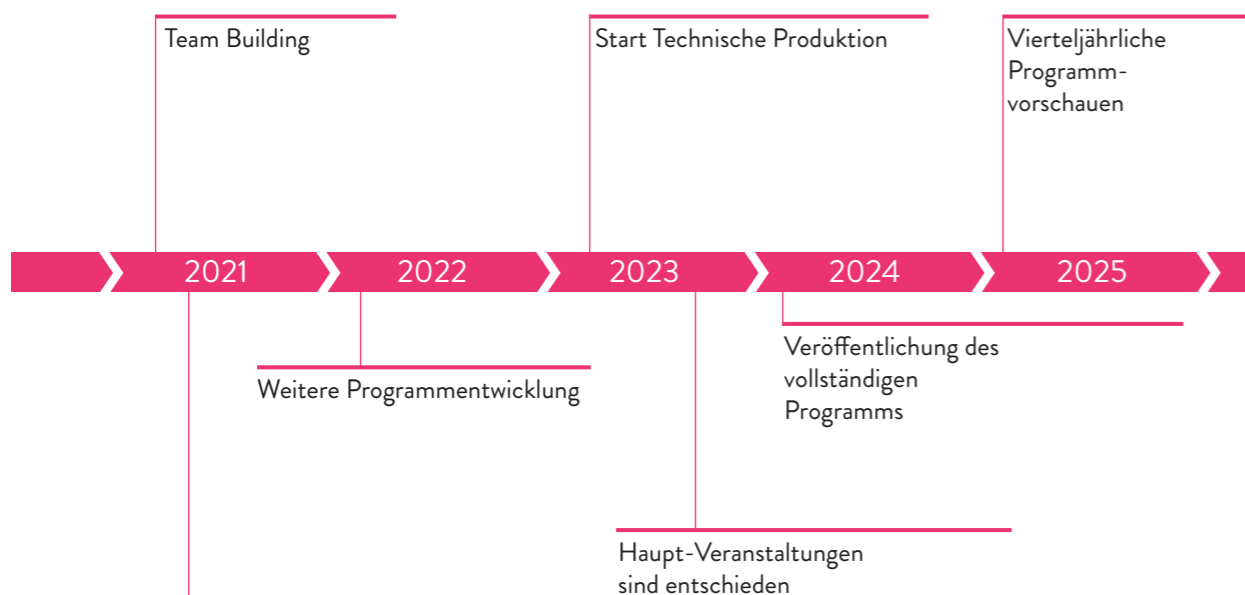 Team Building
Start Technische Produktion
Vierteljährliche
Programm-
vorschauen
2021
2022
2023
2024
2025
Weitere Programmentwicklung
Veröffentlichung des
vollständigen
Programms
Haupt-Veranstaltungen
sind entschieden